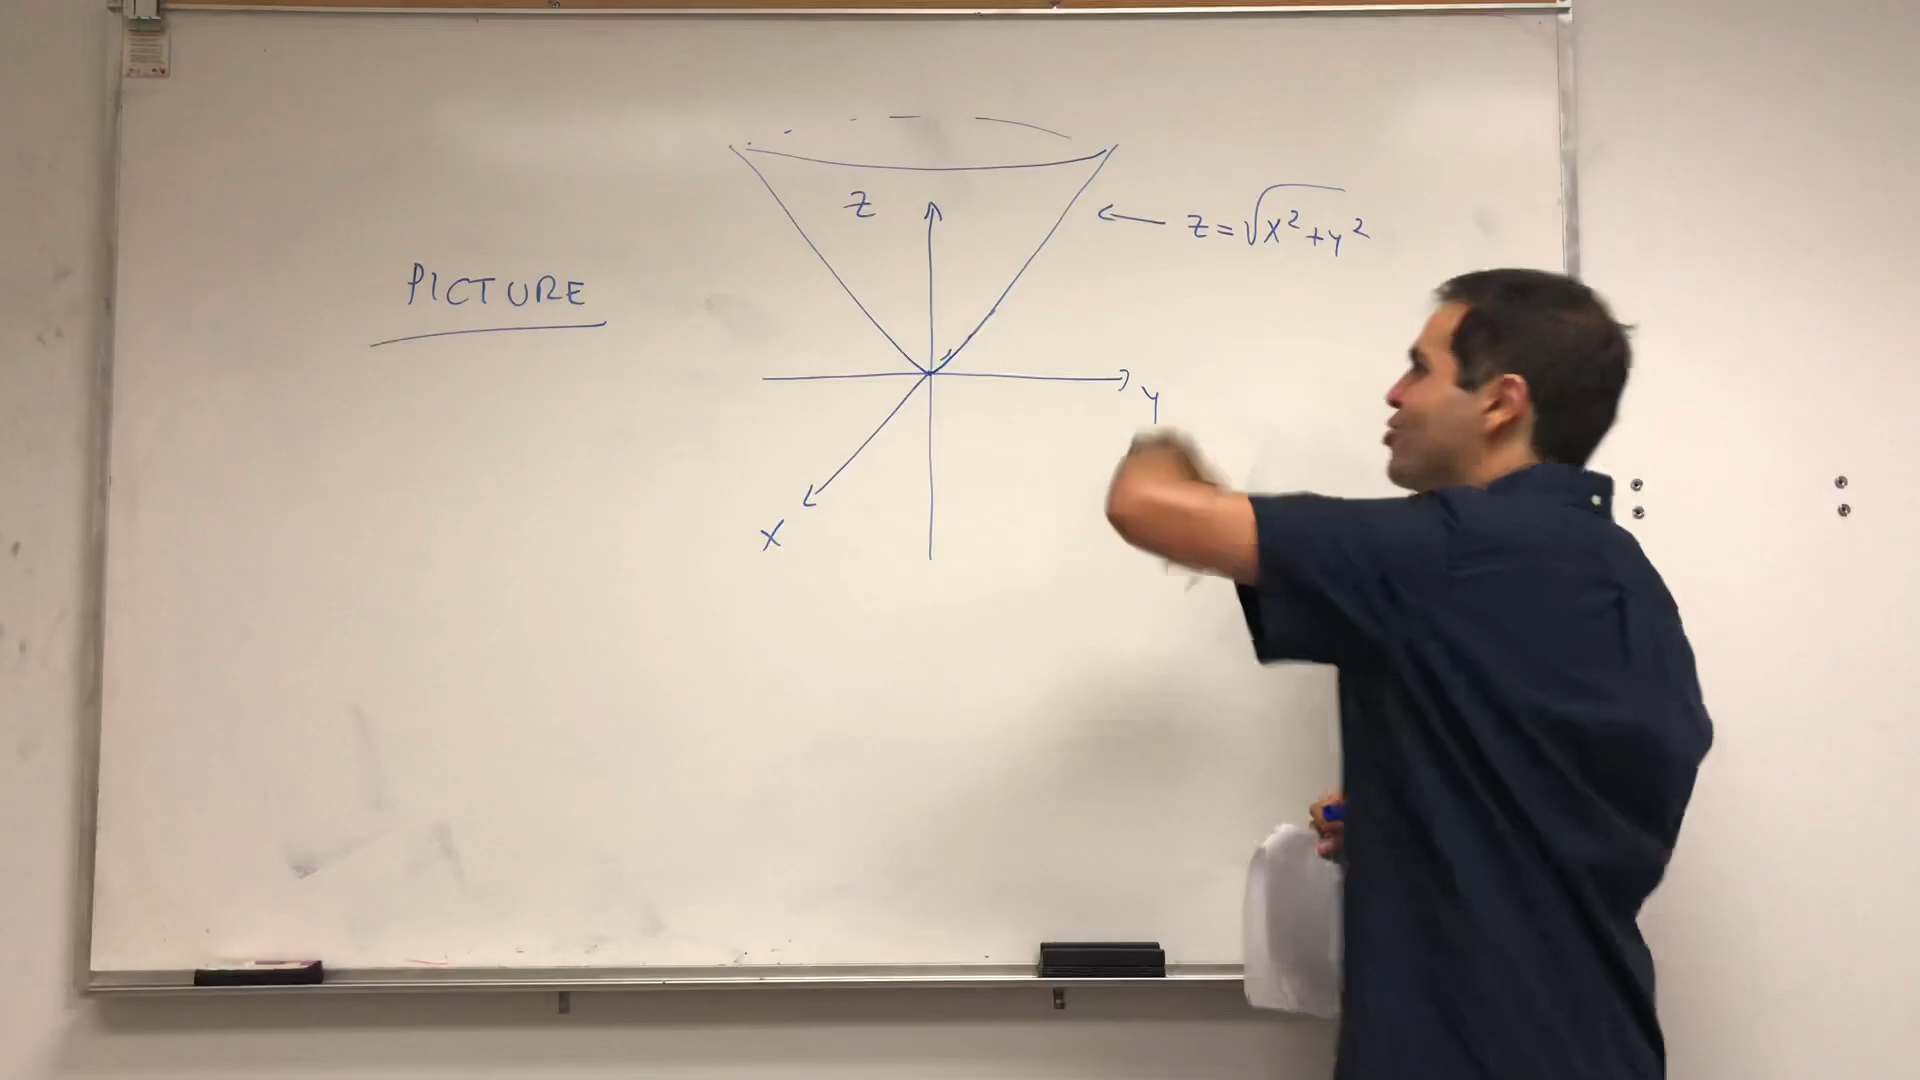 Z
z = √x² + y²
PICTURE
y
x